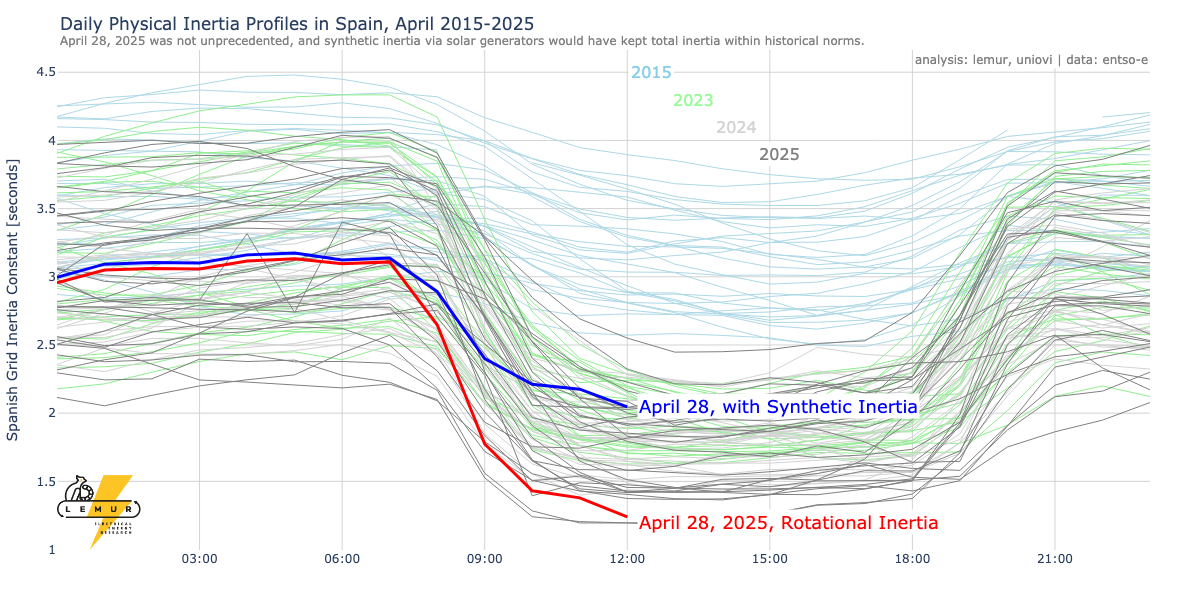 Daily Physical Inertia Profiles in Spain, April 2015-2025
April 28, 2025 was not unprecedented, and synthetic inertia via solar generators would have kept total inertia within historical norms.
analysis: lemur, uniovi | data: entso-e
2015
2023
2024
2025
Spanish Grid Inertia Constant [seconds]
4.5
4
3.5
3
2.5
2
1.5
1
April 28, with Synthetic Inertia
April 28, 2025, Rotational Inertia
LEMUR
ELECTRICAL
ENERGY
RESEARCH
03:00
06:00
09:00
12:00
15:00
18:00
21:00